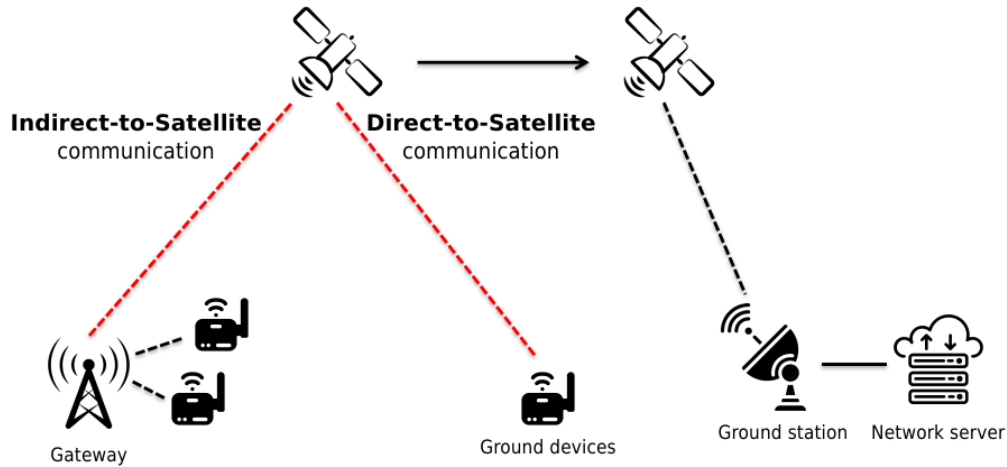 Indirect-to-Satellite
communication
Direct-to-Satellite
communication
Gateway
Ground devices
Ground station
Network server